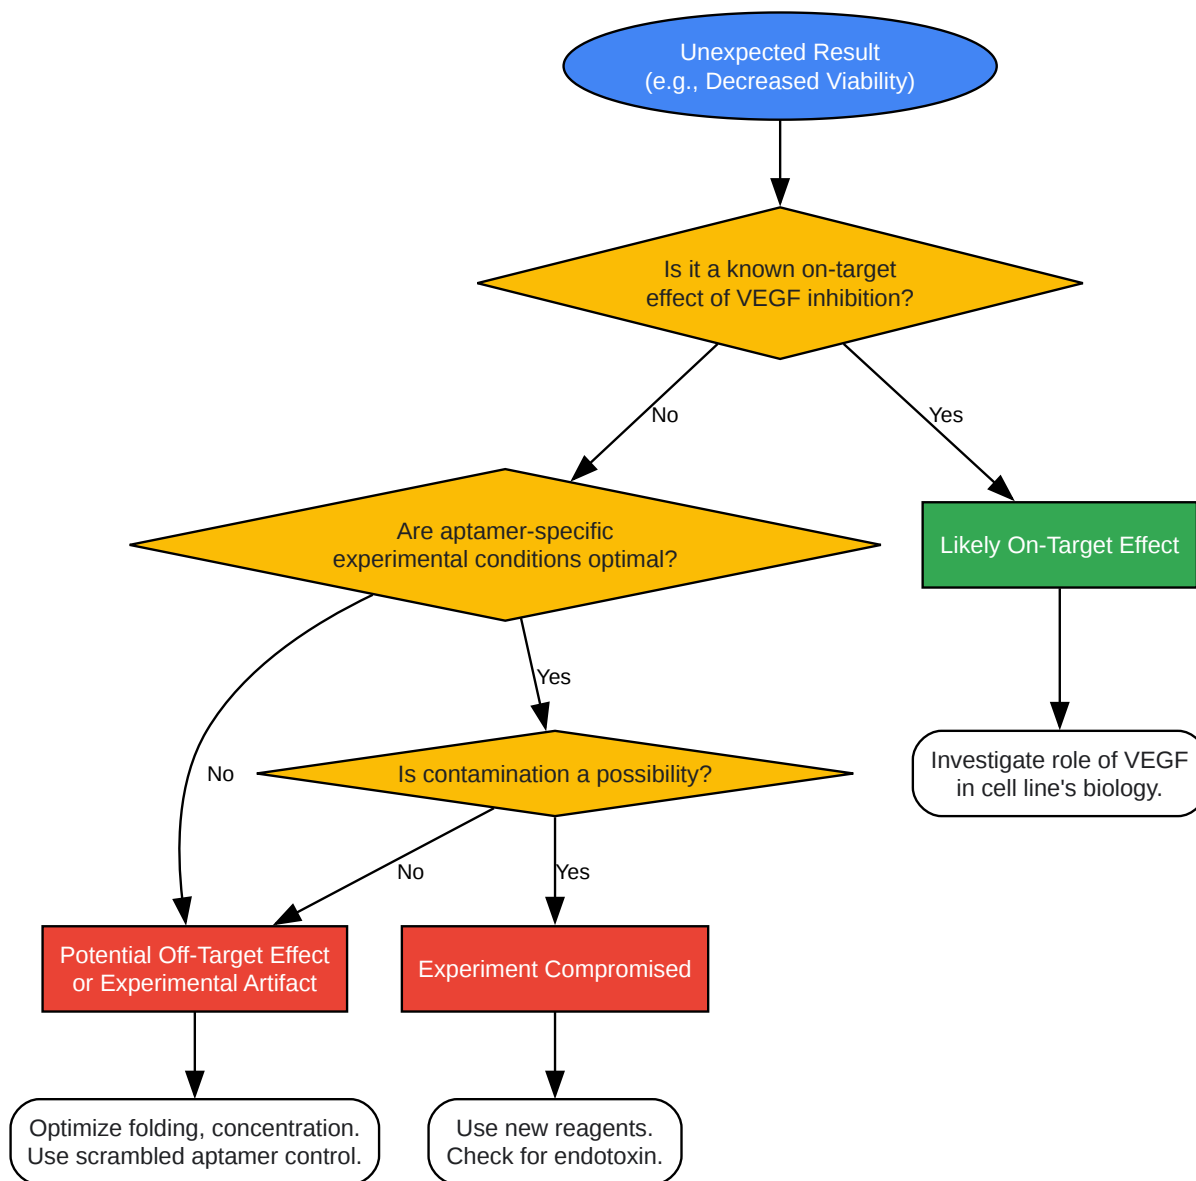 Unexpected Result
(e.g., Decreased Viability)
Is it a known on-target
effect of VEGF inhibition?
No
Yes
Are aptamer-specific
experimental conditions optimal?
Likely On-Target Effect
No
Yes
Is contamination a possibility?
Investigate role of VEGF
in cell line's biology.
No
Yes
Potential Off-Target Effect
or Experimental Artifact
Experiment Compromised
Optimize folding, concentration.
Use scrambled aptamer control.
Use new reagents.
Check for endotoxin.